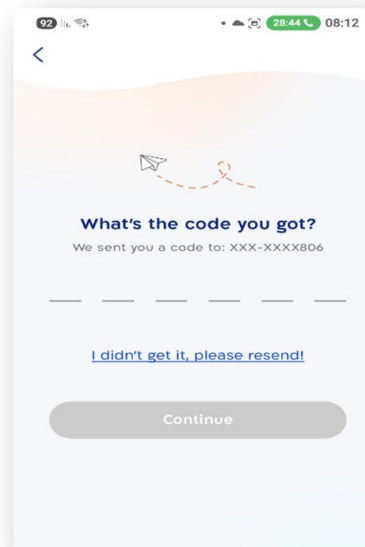 92 28:44 08:12
What's the code you got?
We sent you a code to: XXX-XXXX806
I didn't get it, please resend!
Continue